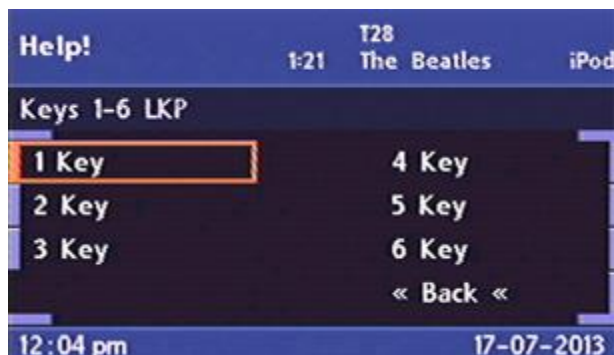 Help!
T28
1:21 The Beatles iPod
Keys 1-6 LKP
1 Key 4 Key
2 Key 5 Key
3 Key 6 Key
« Back «
12:04 pm 17-07-2013